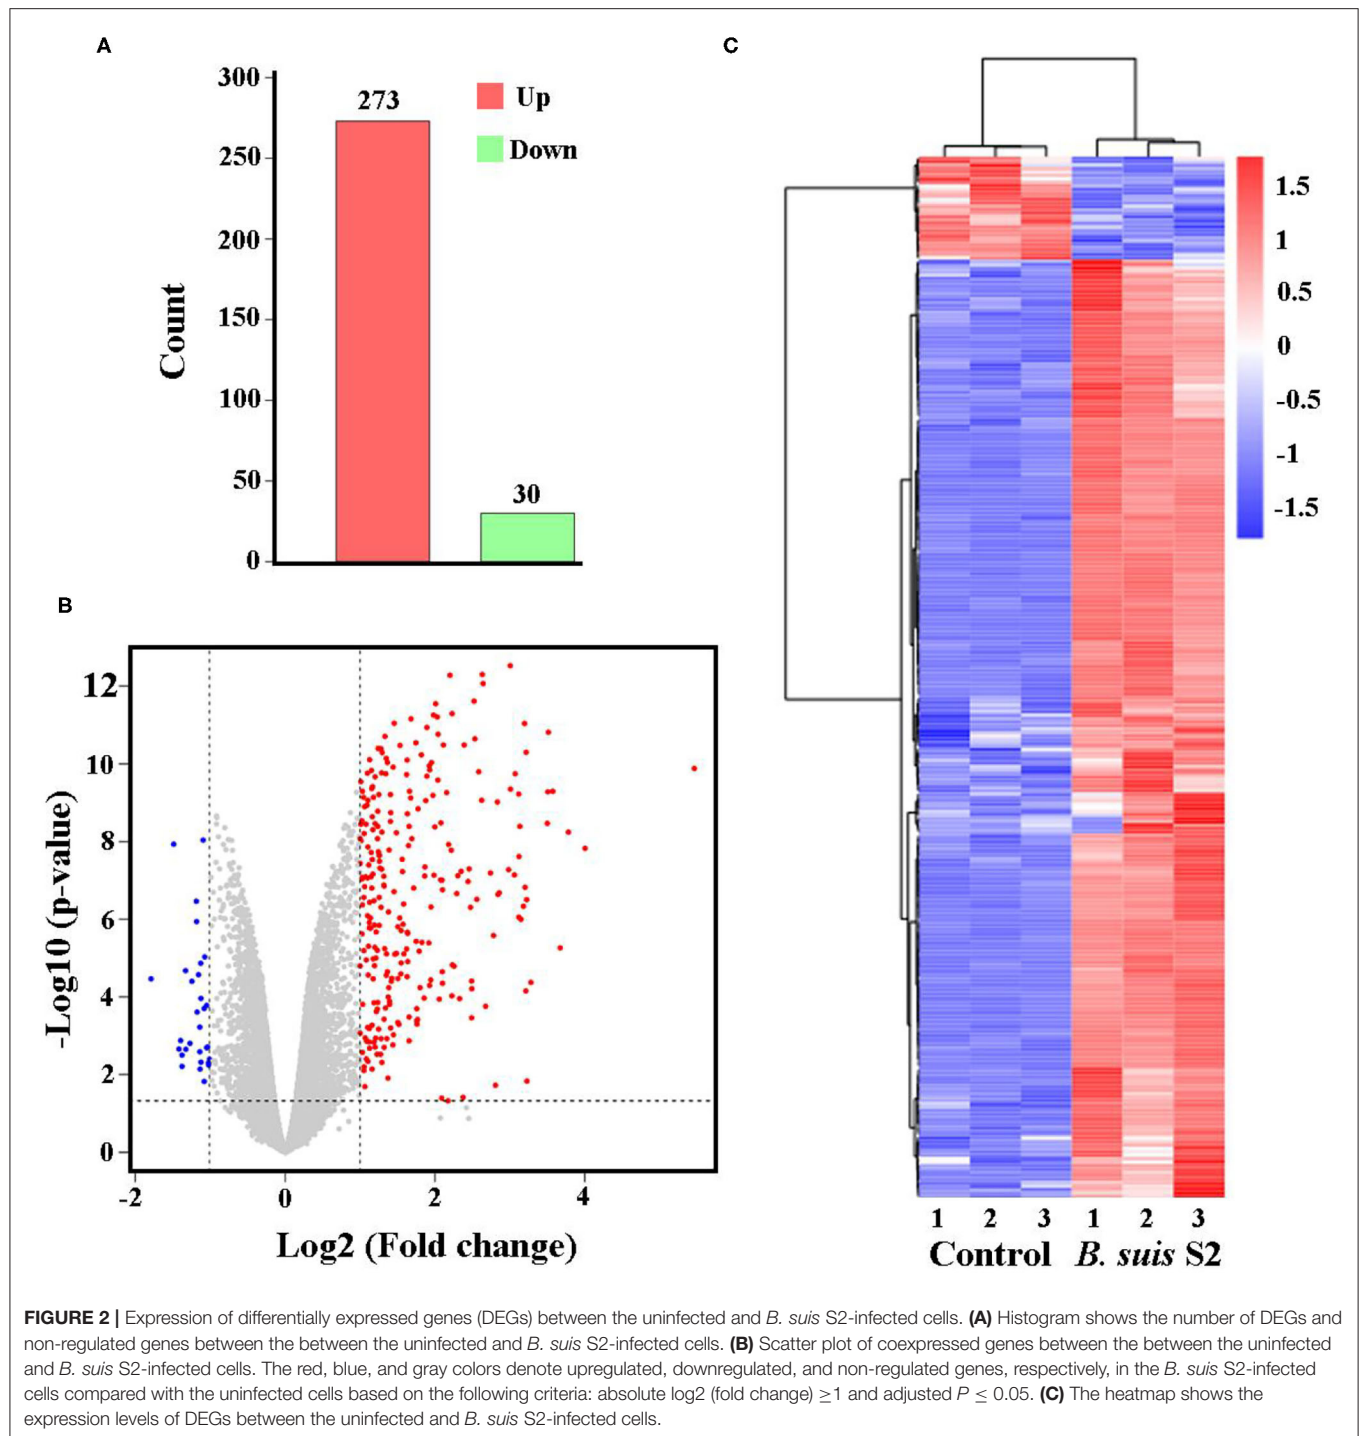 A
300
250
200
150
100
50
0
Count
273
30
Up
Down
B
12
10
8
6
4
2
0
-Log10 (p-value)
-2 0 2 4
Log2 (Fold change)
C
1.5
1
0.5
0
-0.5
-1
-1.5
1 2 3 1 2 3
Control B. suis S2
FIGURE 2 | Expression of differentially expressed genes (DEGs) between the uninfected and B. suis S2-infected cells. (A) Histogram shows the number of DEGs and
non-regulated genes between the between the uninfected and B. suis S2-infected cells. (B) Scatter plot of coexpressed genes between the between the uninfected
and B. suis S2-infected cells. The red, blue, and gray colors denote upregulated, downregulated, and non-regulated genes, respectively, in the B. suis S2-infected
cells compared with the uninfected cells based on the following criteria: absolute log2 (fold change) ≥1 and adjusted P ≤ 0.05. (C) The heatmap shows the
expression levels of DEGs between the uninfected and B. suis S2-infected cells.